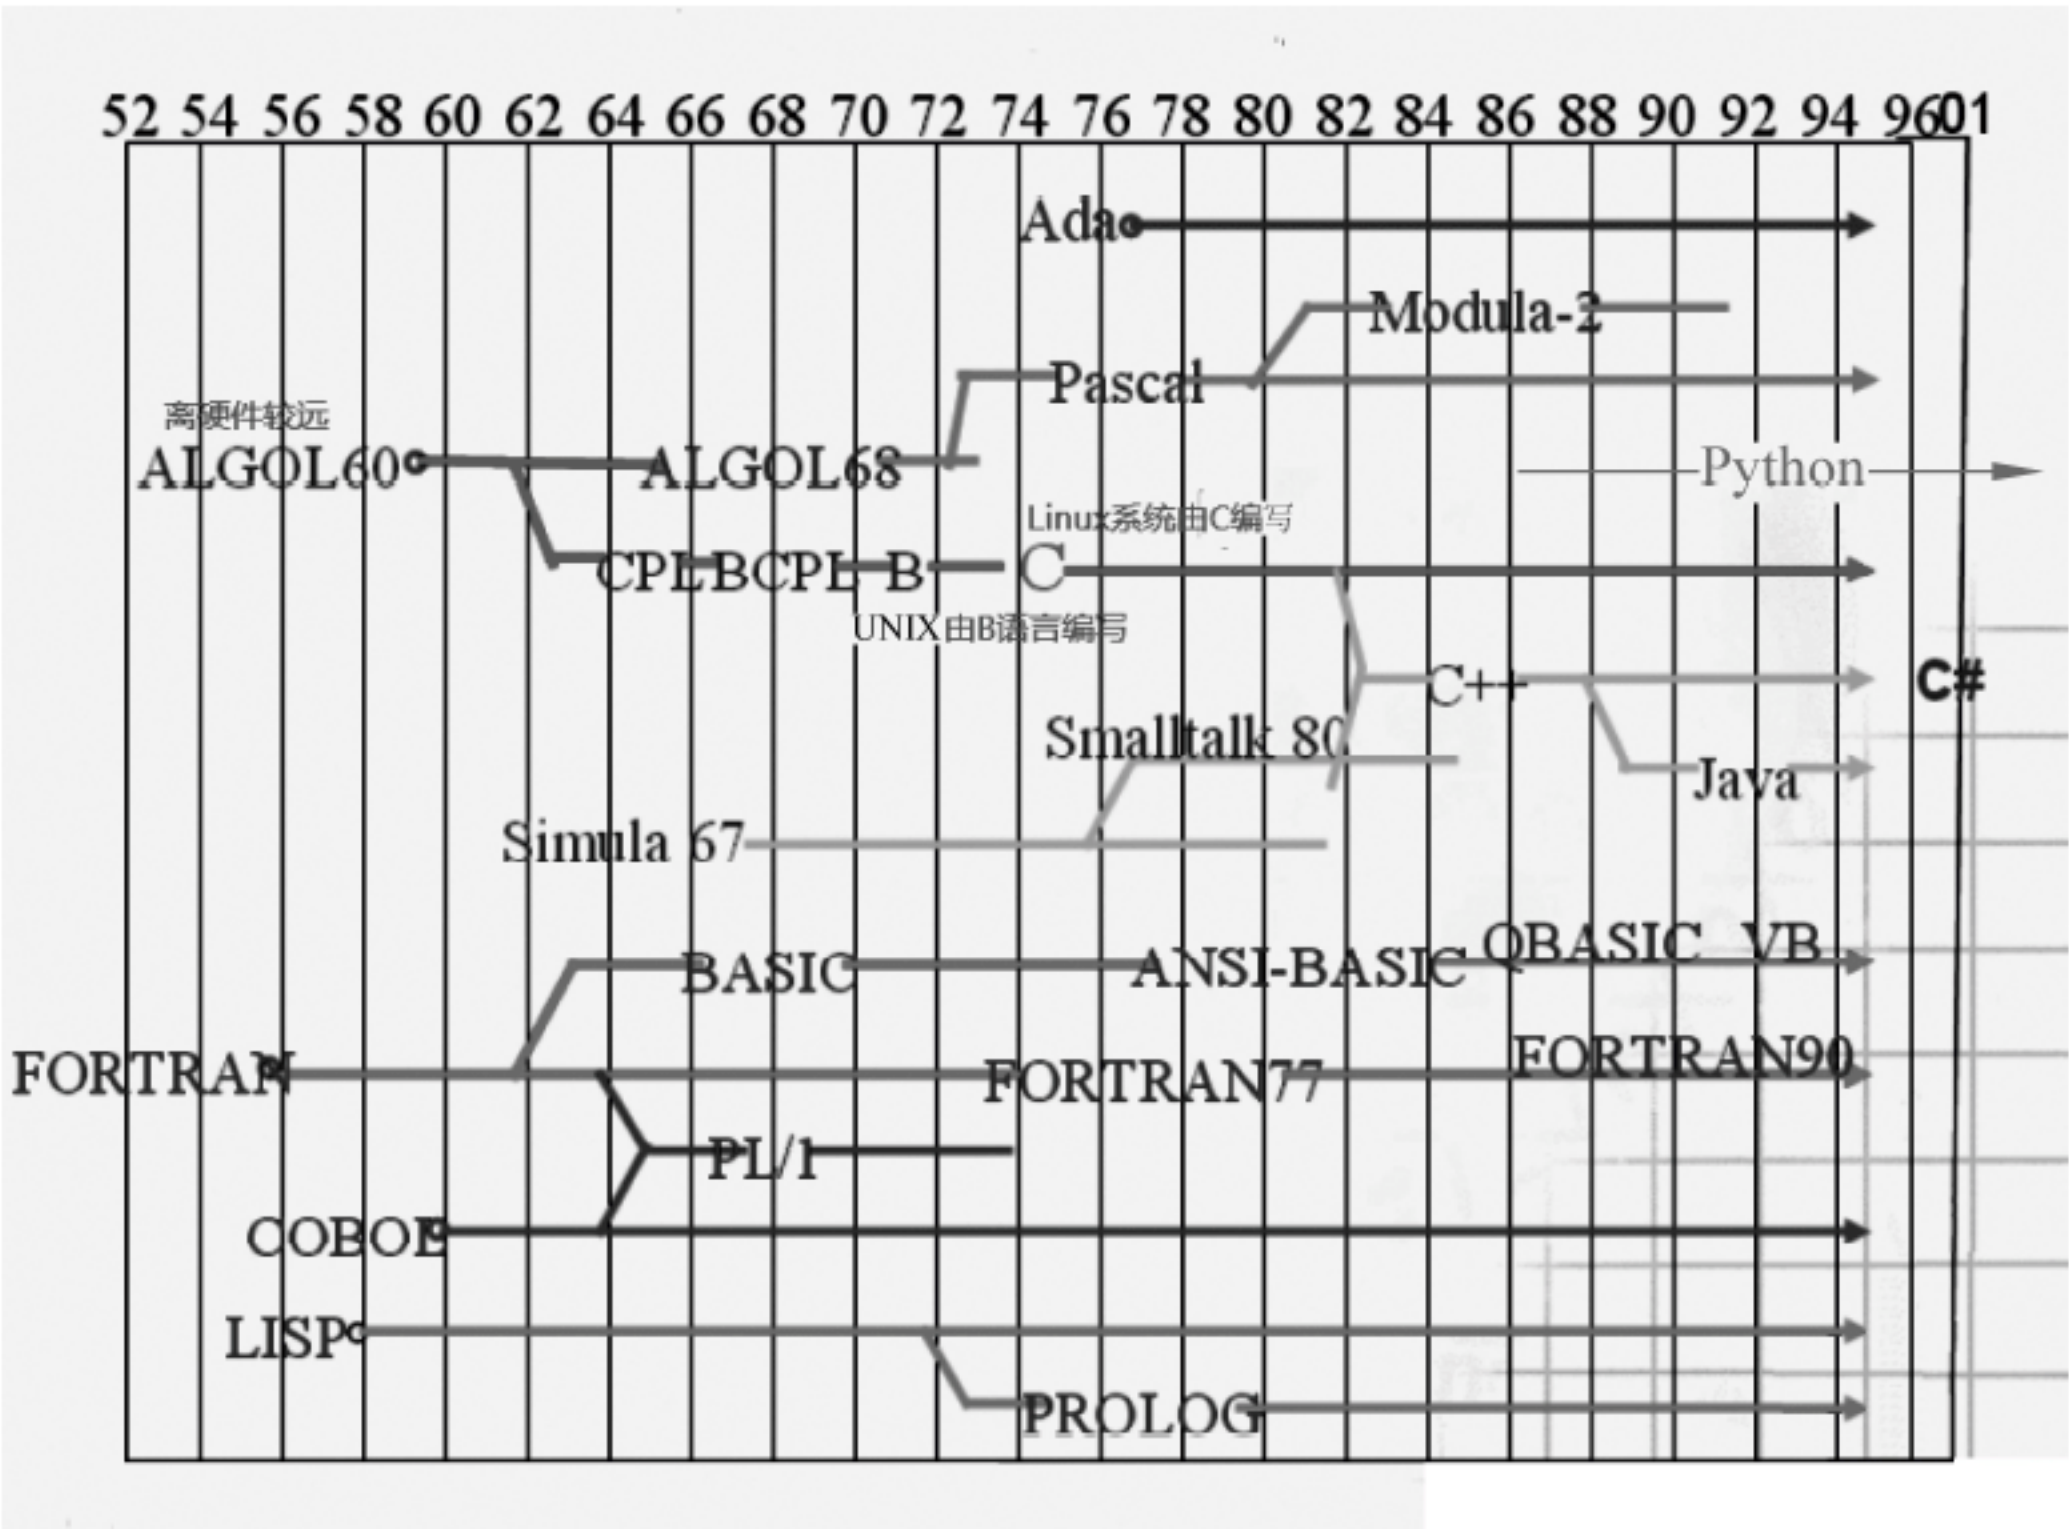 52 54 56 58 60 62 64 66 68 70 72 74 76 78 80 82 84 86 88 90 92 94 96 01
Ada
Modula-2
Pascal
离硬件较远
ALGOL60 ALGOL68 Python
Linux系统由C编写
CPL BCPL B C
UNIX由B语言编写
C++ C#
Smalltalk 80
Java
Simula 67
BASIC ANSI-BASIC QBASIC VB
FORTRAN FORTRAN77 FORTRAN90
PL/1
COBOL
LISP
PROLOG